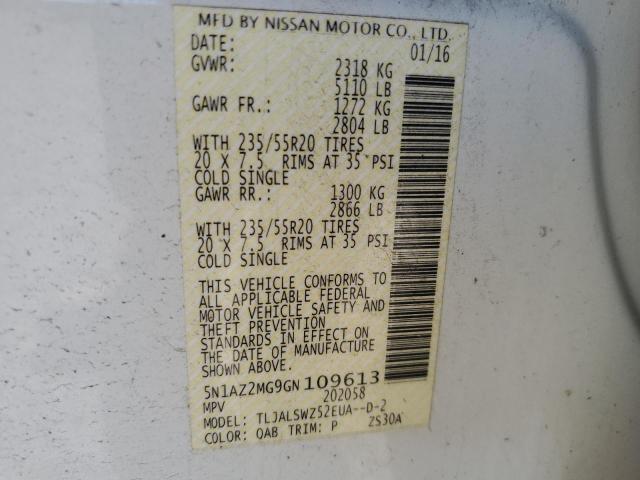 MFD BY NISSAN MOTOR CO., LTD.
DATE: 01/16
GVWR: 2318 KG
5110 LB
GAWR FR.: 1272 KG
2804 LB
WITH 235/55R20 TIRES
20 X 7.5 RIMS AT 35 PSI
COLD SINGLE
GAWR RR.: 1300 KG
2866 LB
WITH 235/55R20 TIRES
20 X 7.5 RIMS AT 35 PSI
COLD SINGLE
THIS VEHICLE CONFORMS TO
ALL APPLICABLE FEDERAL
MOTOR VEHICLE SAFETY AND
THEFT PREVENTION
STANDARDS IN EFFECT ON
THE DATE OF MANUFACTURE
SHOWN ABOVE.
5N1AZ2MG9GN109613
MPV 202058
MODEL: TLJALSWZ52EUA--D-2
COLOR: QAB TRIM: P ZS30A